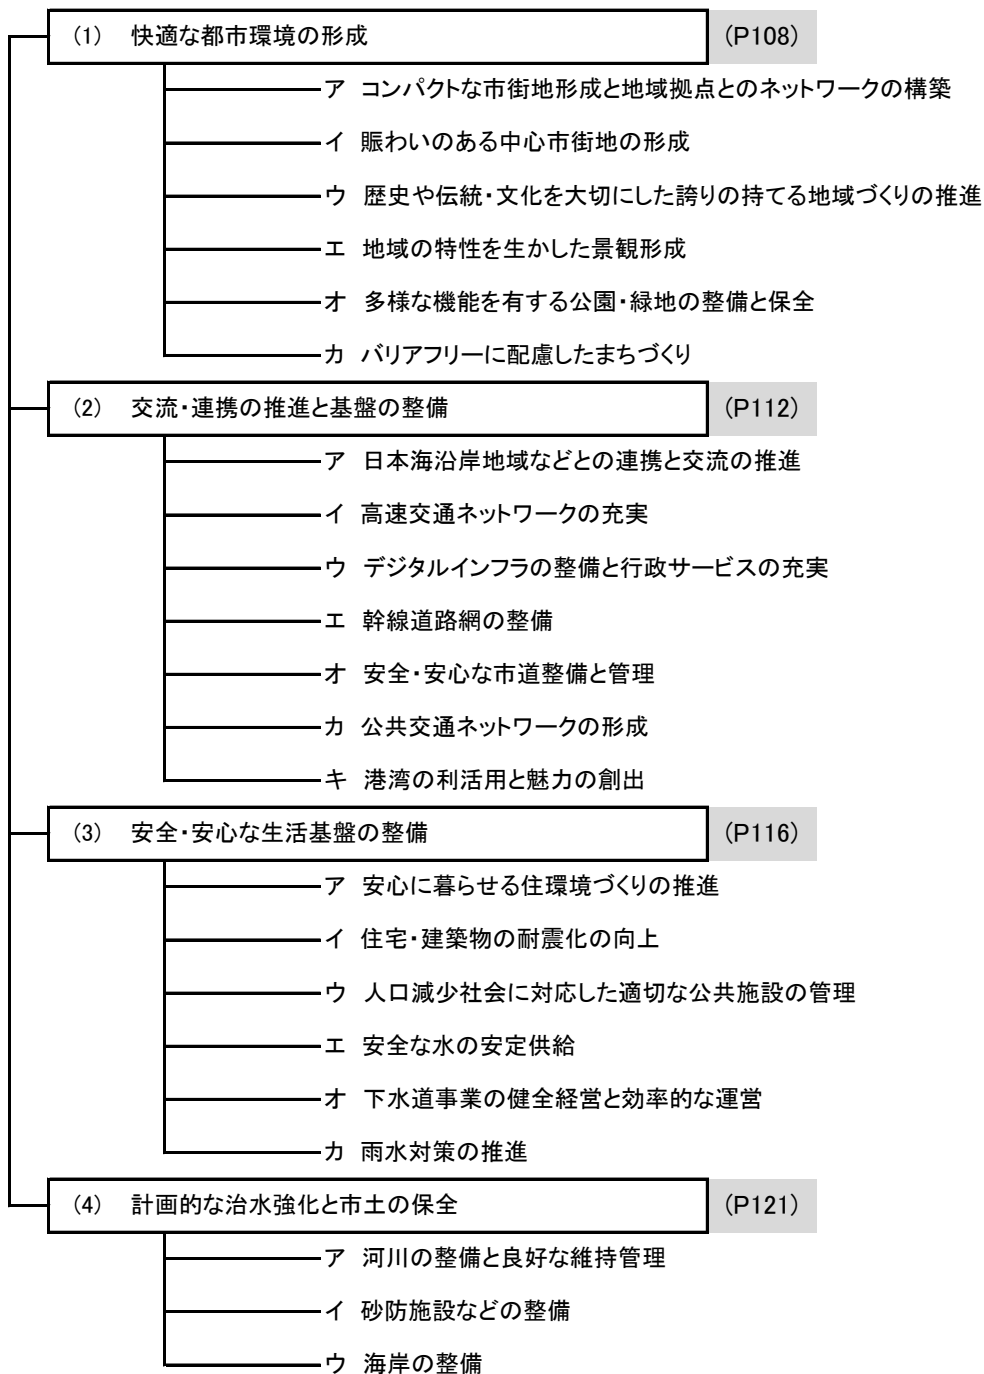 (1) 快適な都市環境の形成 (P108)
ア コンパクトな市街地形成と地域拠点とのネットワークの構築
イ 賑わいのある中心市街地の形成
ウ 歴史や伝統・文化を大切にした誇りの持てる地域づくりの推進
エ 地域の特性を生かした景観形成
オ 多様な機能を有する公園・緑地の整備と保全
カ バリアフリーに配慮したまちづくり
(2) 交流・連携の推進と基盤の整備 (P112)
ア 日本海沿岸地域などとの連携と交流の推進
イ 高速交通ネットワークの充実
ウ デジタルインフラの整備と行政サービスの充実
エ 幹線道路網の整備
オ 安全・安心な市道整備と管理
カ 公共交通ネットワークの形成
キ 港湾の利活用と魅力の創出
(3) 安全・安心な生活基盤の整備 (P116)
ア 安心に暮らせる住環境づくりの推進
イ 住宅・建築物の耐震化の向上
ウ 人口減少社会に対応した適切な公共施設の管理
エ 安全な水の安定供給
オ 下水道事業の健全経営と効率的な運営
カ 雨水対策の推進
(4) 計画的な治水強化と市土の保全 (P121)
ア 河川の整備と良好な維持管理
イ 砂防施設などの整備
ウ 海岸の整備